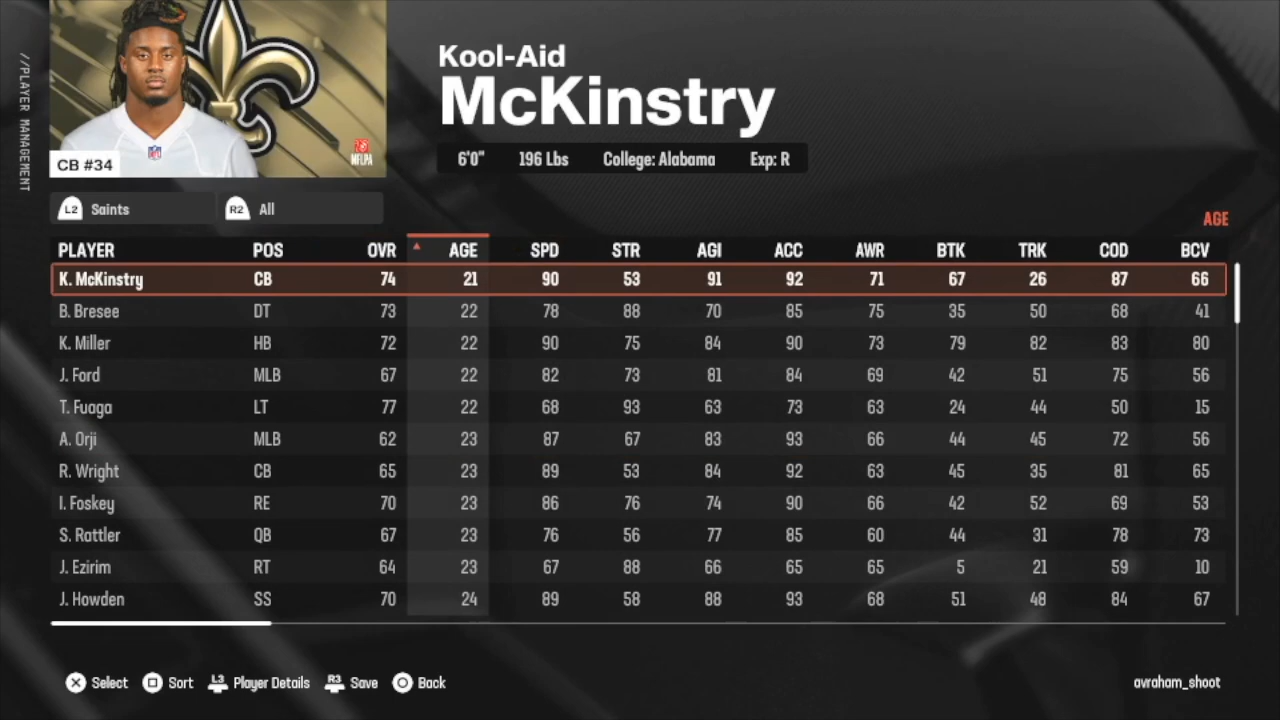 //PLAYER MANAGEMENT
CB #34
NFL
NFLPA
Kool-Aid
McKinstry
6'0" 196 Lbs College: Alabama Exp: R
L2 Saints R2 All
AGE
PLAYER POS OVR AGE SPD STR AGI ACC AWR BTK TRK COD BCV
K. McKinstry CB 74 21 90 53 91 92 71 67 26 87 66
B. Bresee DT 73 22 78 88 70 85 75 35 50 68 41
K. Miller HB 72 22 90 75 84 90 73 79 82 83 80
J. Ford MLB 67 22 82 73 81 84 69 42 51 75 56
T. Fuaga LT 77 22 68 93 63 73 63 24 44 50 15
A. Orji MLB 62 23 87 67 83 93 66 44 45 72 56
R. Wright CB 65 23 89 53 84 92 63 45 35 81 65
I. Foskey RE 70 23 86 76 74 90 66 42 52 69 53
S. Rattler QB 67 23 76 56 77 85 60 44 31 78 73
J. Ezirim RT 64 23 67 88 66 65 65 5 21 59 10
J. Howden SS 70 24 89 58 88 93 68 51 48 84 67
Select Sort L3 Player Details R3 Save Back avraham_shoot